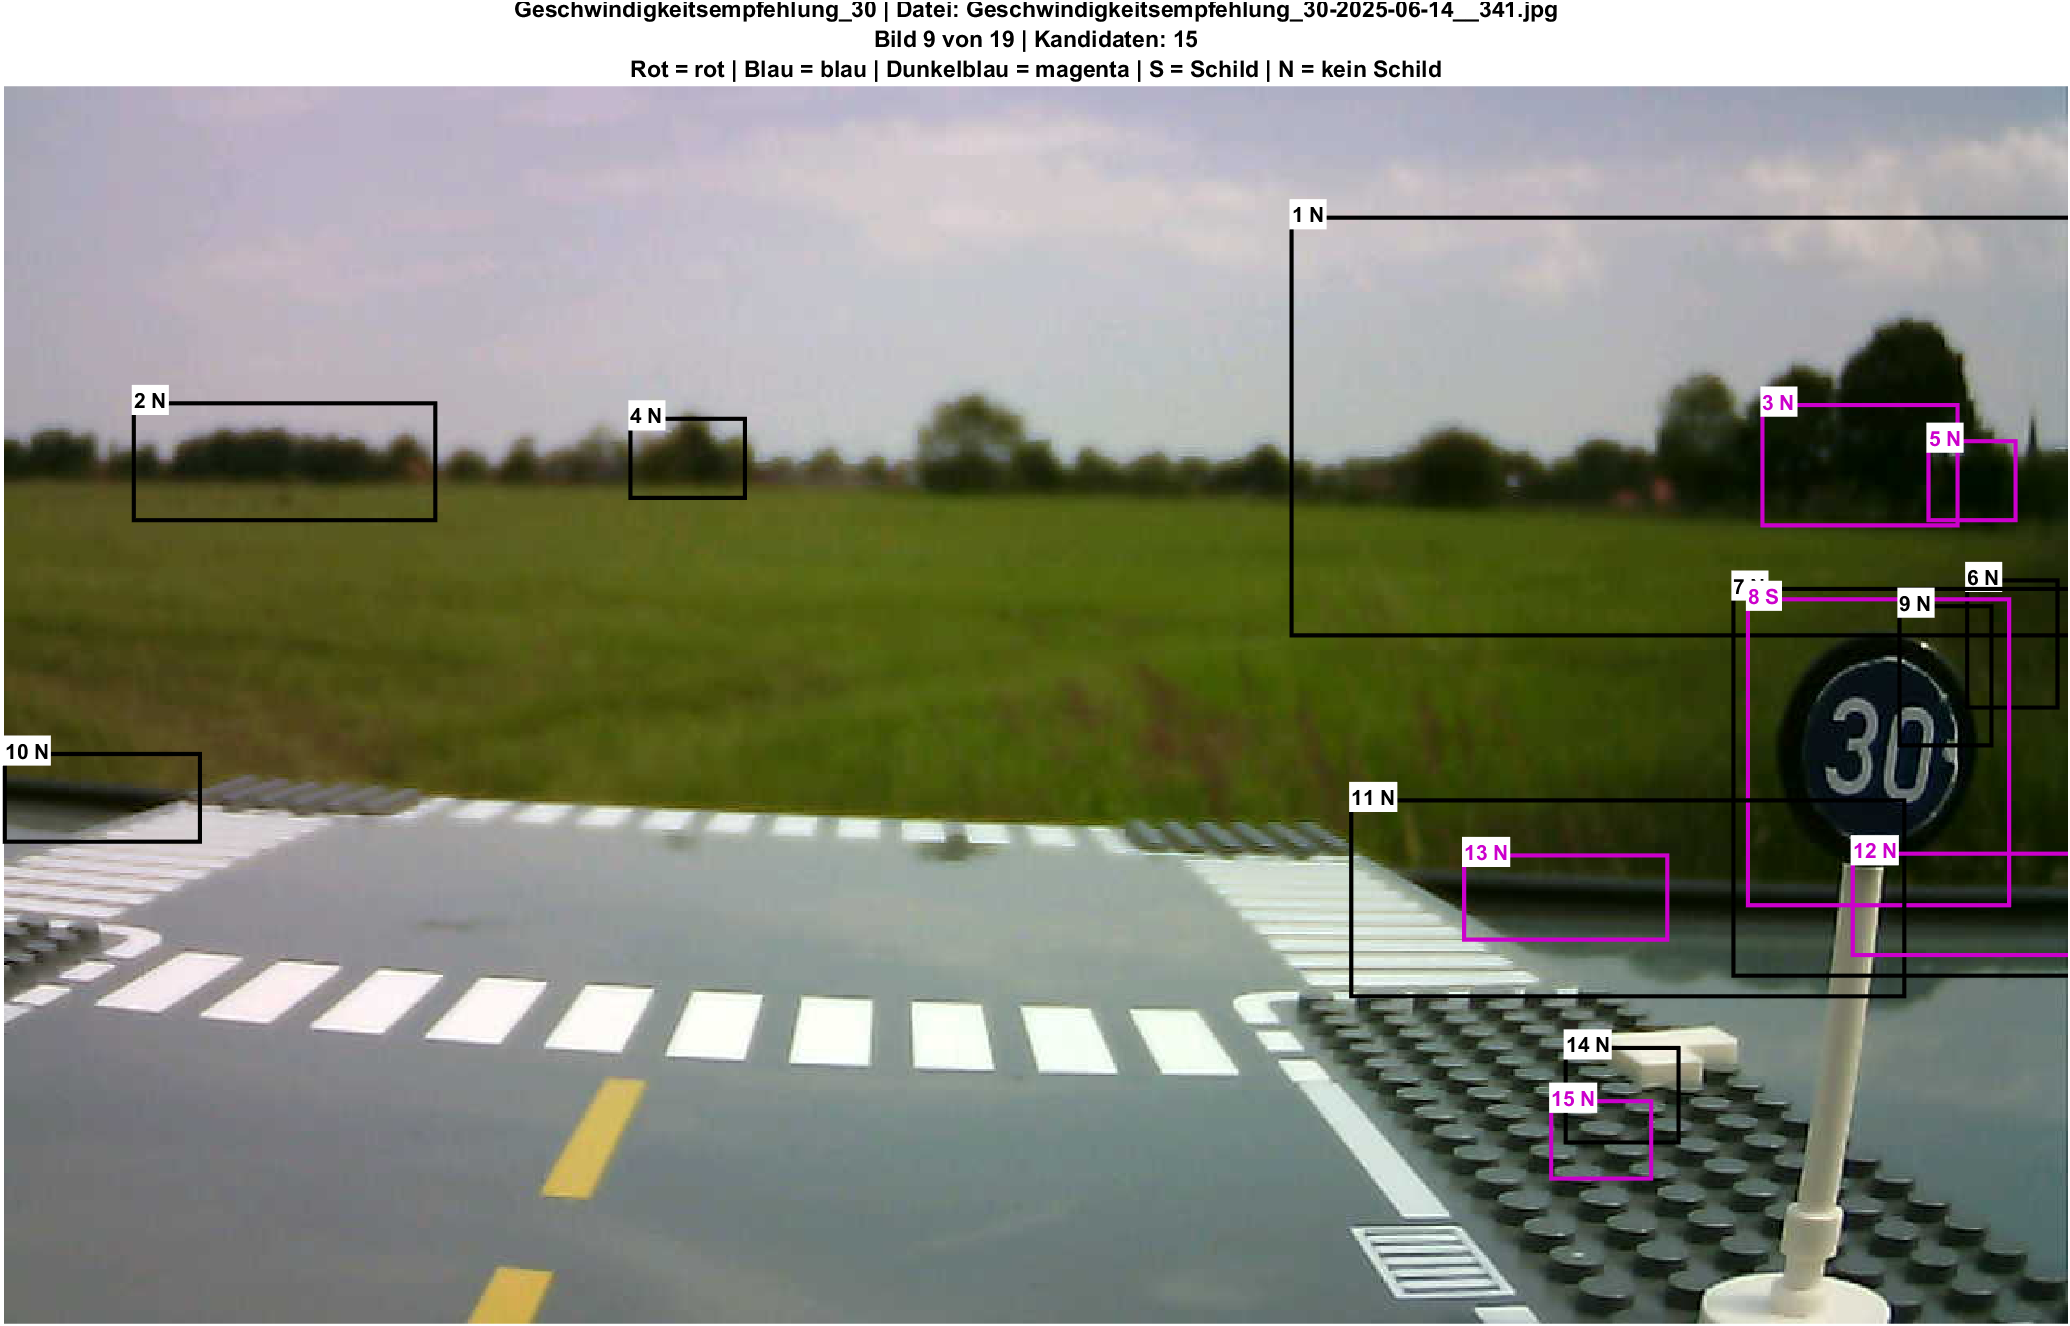 Geschwindigkeitsempfehlung_30 | Datei: Geschwindigkeitsempfehlung_30-2025-06-14__341.jpg
Bild 9 von 19 | Kandidaten: 15
Rot = rot | Blau = blau | Dunkelblau = magenta | S = Schild | N = kein Schild
1 N
2 N
3 N
4 N
5 N
6 N
7
8 S
9 N
30
10 N
11 N
12 N
13 N
14 N
15 N